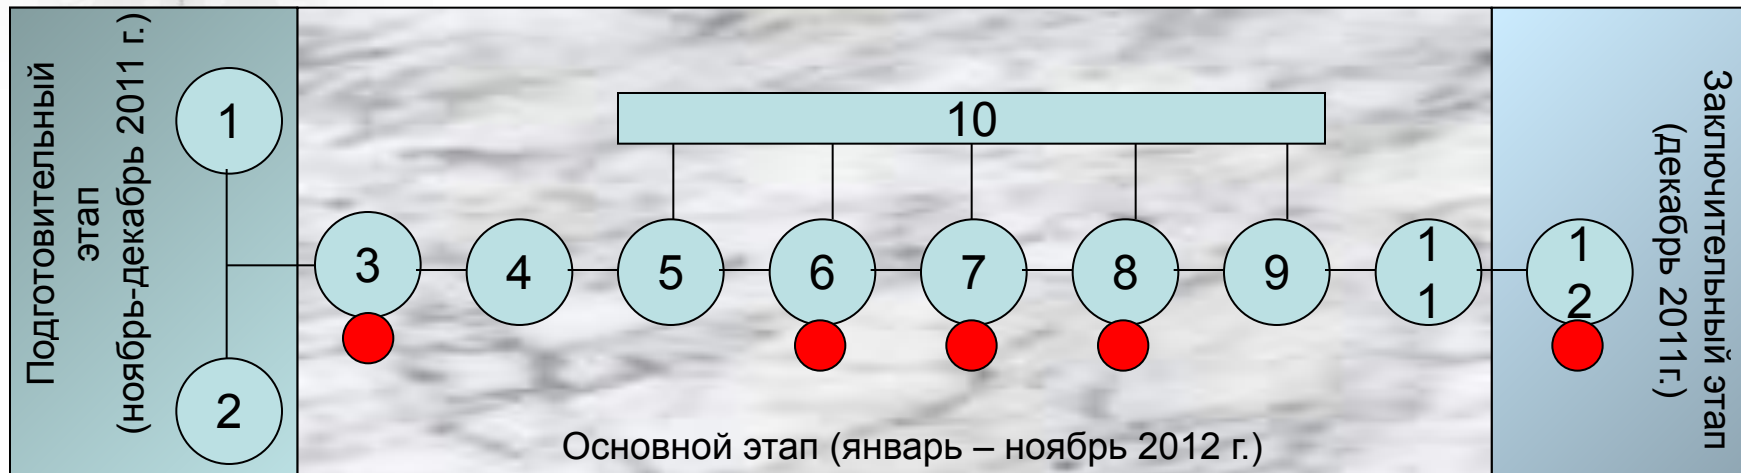 Подготовительный
этап
(ноябрь-декабрь 2011 г.)
1
2
10
3
4
5
6
7
8
9
1
1
1
2
Основной этап (январь – ноябрь 2012 г.)
Заключительный этап
(декабрь 2011г.)